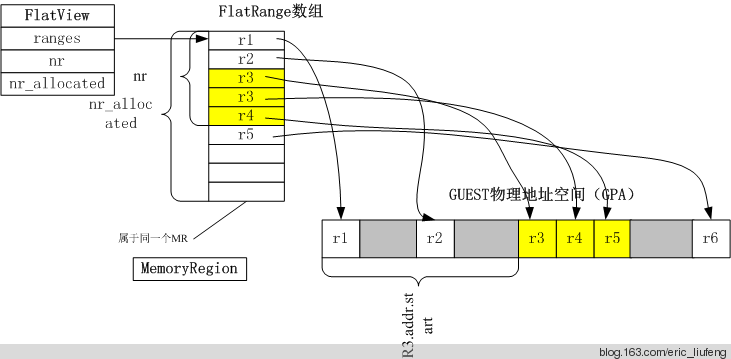 FlatView
ranges
nr
nr_allocated
FlatRange数组
r1
r2
r3
r3
r4
r5
nr
nr_alloc
ated
属于同一个MR
MemoryRegion
GUEST物理地址空间（GPA）
r1
r2
r3
r4
r5
r6
R3.addr.st
art
blog.163.com/eric_liufeng